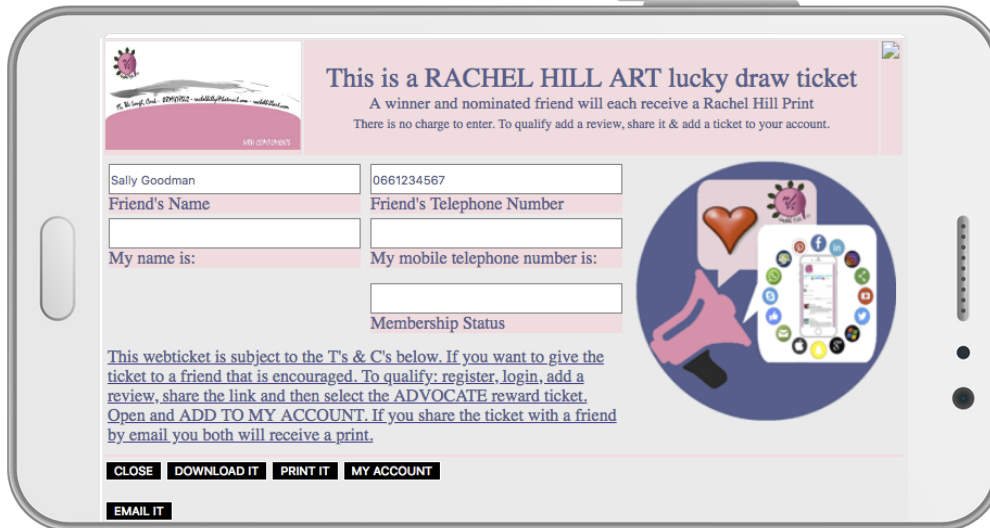 WITH COMPLIMENTS
This is a RACHEL HILL ART lucky draw ticket
A winner and nominated friend will each receive a Rachel Hill Print
There is no charge to enter. To qualify add a review, share it & add a ticket to your account.
Sally Goodman
0661234567
Friend's Name
Friend's Telephone Number
My name is:
My mobile telephone number is:
Membership Status
This webticket is subject to the T's & C's below. If you want to give the
ticket to a friend that is encouraged. To qualify: register, login, add a
review, share the link and then select the ADVOCATE reward ticket.
Open and ADD TO MY ACCOUNT. If you share the ticket with a friend
by email you both will receive a print.
CLOSE
DOWNLOAD IT
PRINT IT
MY ACCOUNT
EMAIL IT